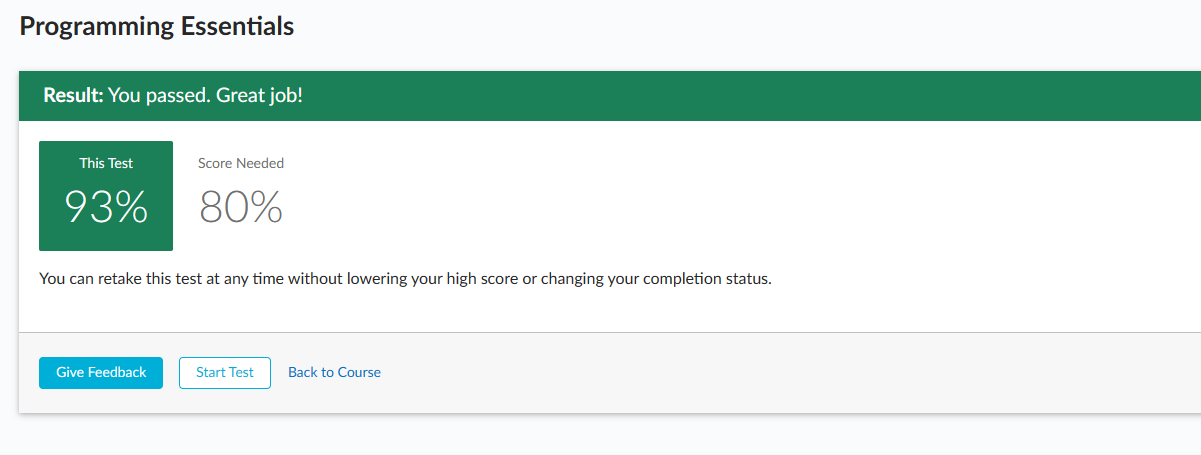 Programming Essentials
Result: You passed. Great job!
This Test
93%
Score Needed
80%
You can retake this test at any time without lowering your high score or changing your completion status.
Give Feedback
Start Test
Back to Course